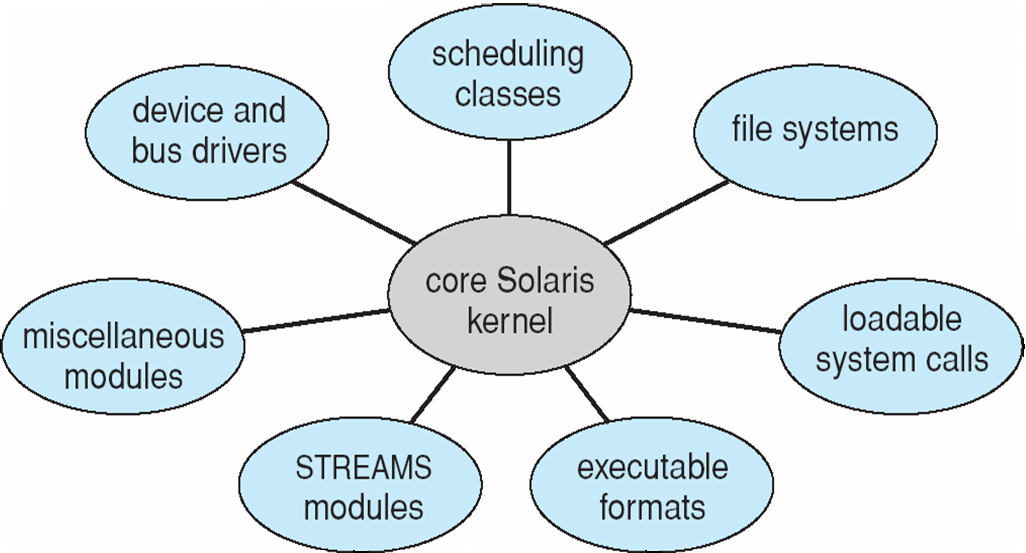 scheduling
classes
device and
bus drivers
file systems
core Solaris
kernel
miscellaneous
modules
loadable
system calls
STREAMS
modules
executable
formats